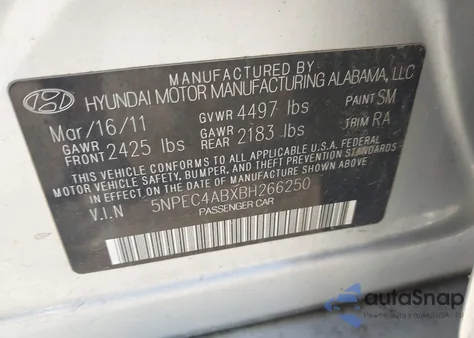 MANUFACTURED BY
HYUNDAI MOTOR MANUFACTURING ALABAMA, LLC
Mar/16/11 GVWR 4497 lbs PAINT SM
GAWR FRONT 2425 lbs GAWR REAR 2183 lbs TRIM RA
THIS VEHICLE CONFORMS TO ALL APPLICABLE U.S.A. FEDERAL
MOTOR VEHICLE SAFETY, BUMPER, AND THEFT PREVENTION
STANDARDS IN EFFECT ON THE DATE OF MANUFACTURE SHOWN ABOVE.
V.I.N 5NPEC4ABXBH266250
PASSENGER CAR
autoSnap